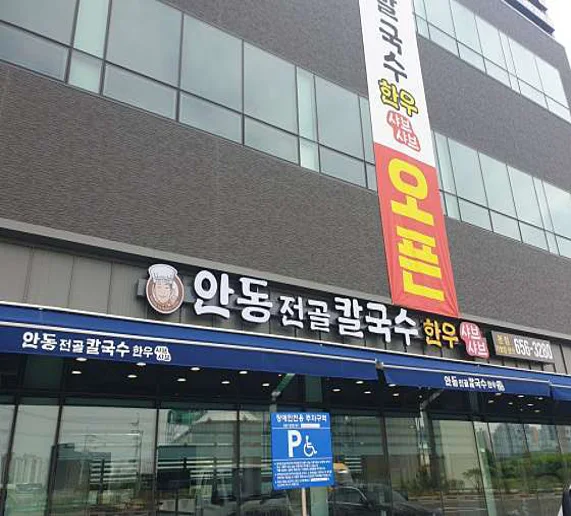 칼국수
한우
샤브
샤브
오픈
안동 전골 칼국수 한우 샤브샤브
656-3280
안동 전골 칼국수 한우 샤브샤브
안동 전골 칼국수 한우
장애인전용 주차구역
P